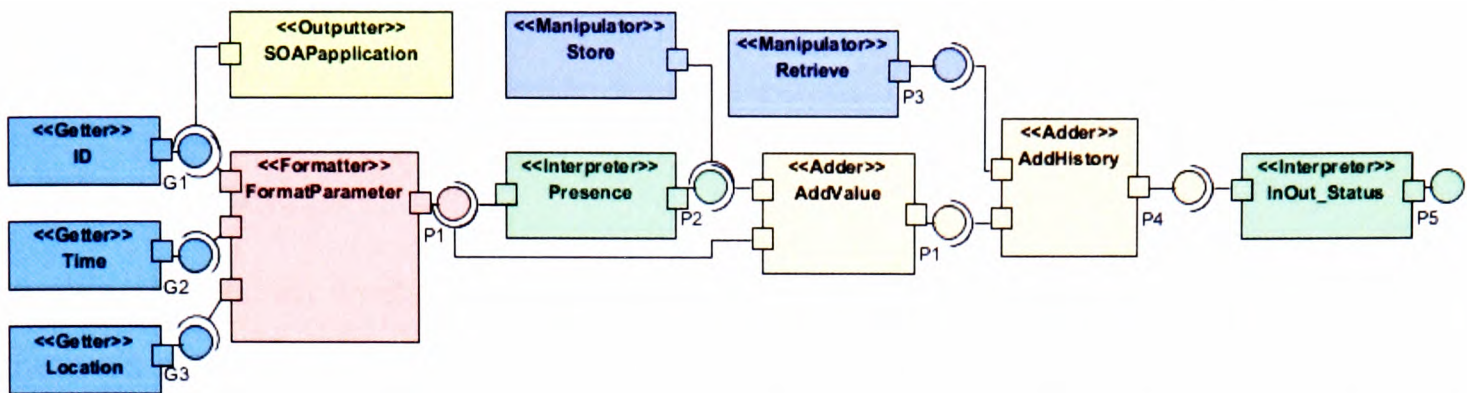 <<Outputter>>
SOAPapplication
<<Manipulator>>
Store
<<Manipulator>>
Retrieve
P3
<<Getter>>
ID
G1
<<Formatter>>
FormatParameter
P1
<<Interpreter>>
Presence
P2
<<Adder>>
AddValue
P1
<<Adder>>
AddHistory
P4
<<Interpreter>>
InOut_Status
P5
<<Getter>>
Time
G2
<<Getter>>
Location
G3